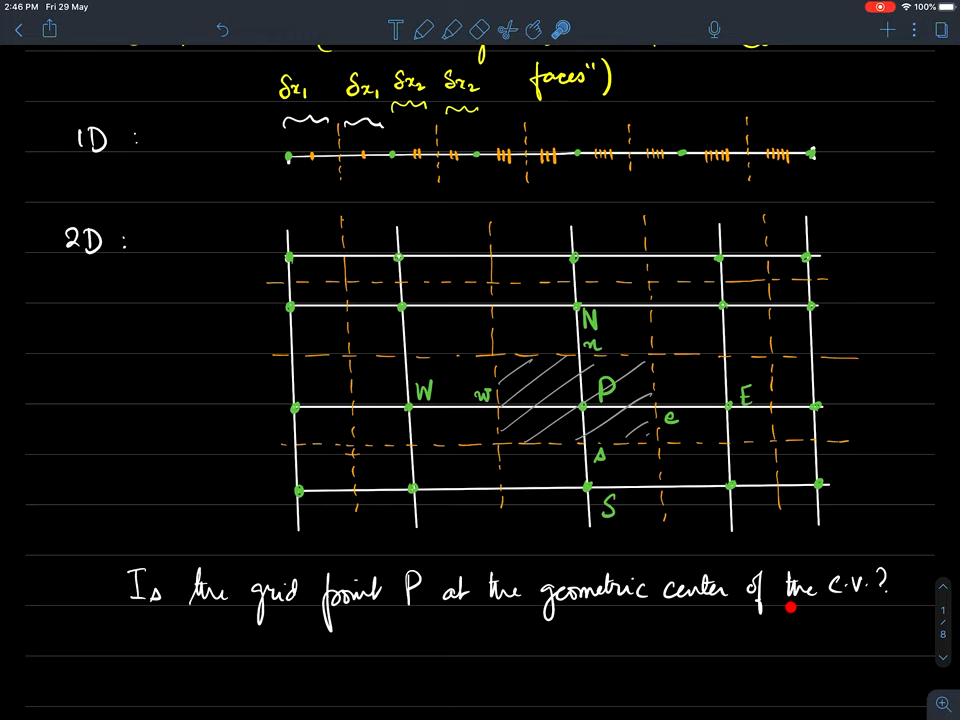 2:46 PM Fri 29 May
100%
δx₁ δx₁ δx₂ δx₂ faces")
1D :
2D :
N
n
W w P E
e
s
S
Is the grid point P at the geometric center of the c.v.?
1
/
8